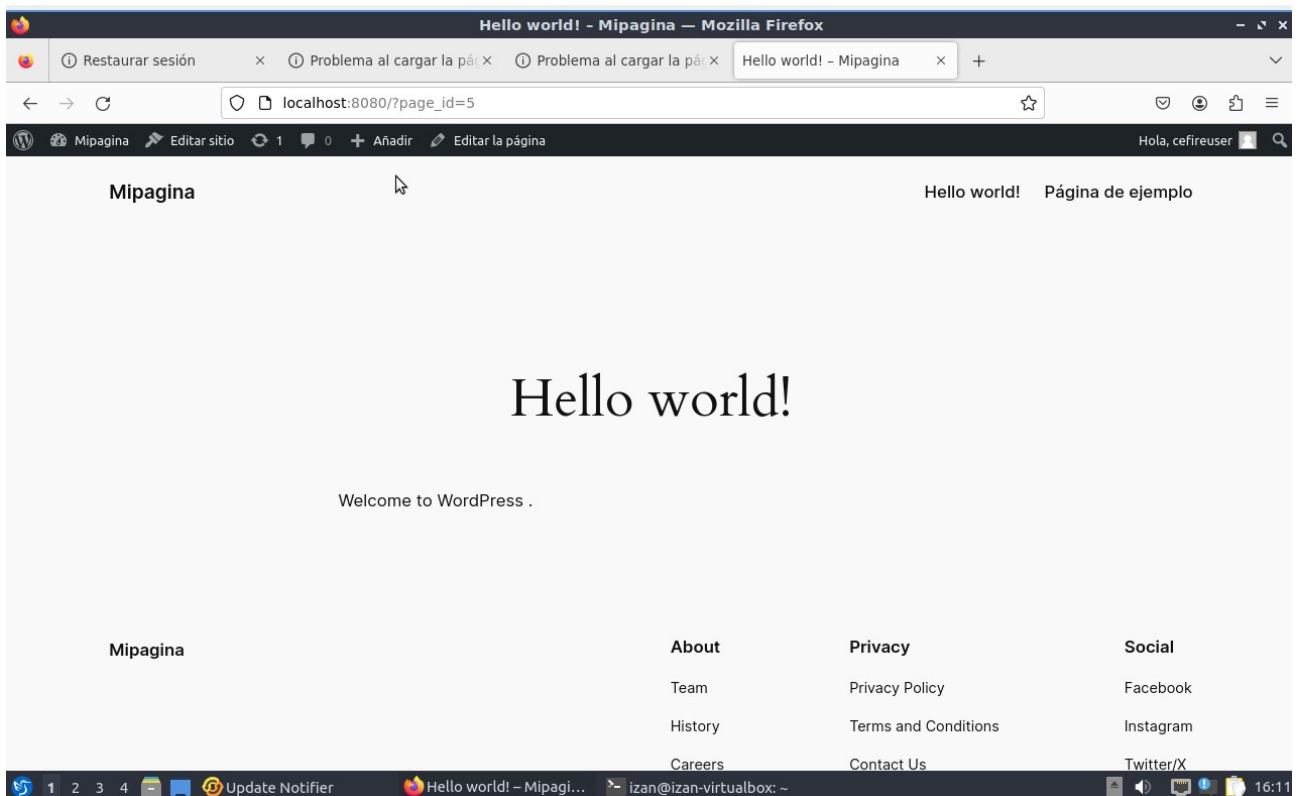 Hello world! – Mipagina — Mozilla Firefox
Restaurar sesión Problema al cargar la pág Problema al cargar la pág Hello world! – Mipagina
localhost:8080/?page_id=5
Mipagina Editar sitio 1 0 Añadir Editar la página Hola, cefireuser
Mipagina Hello world! Página de ejemplo
Hello world!
Welcome to WordPress .
Mipagina About Privacy Social
Team Privacy Policy Facebook
History Terms and Conditions Instagram
Careers Contact Us Twitter/X
1 2 3 4 Update Notifier Hello world! – Mipagi... izan@izan-virtualbox: ~ 16:11